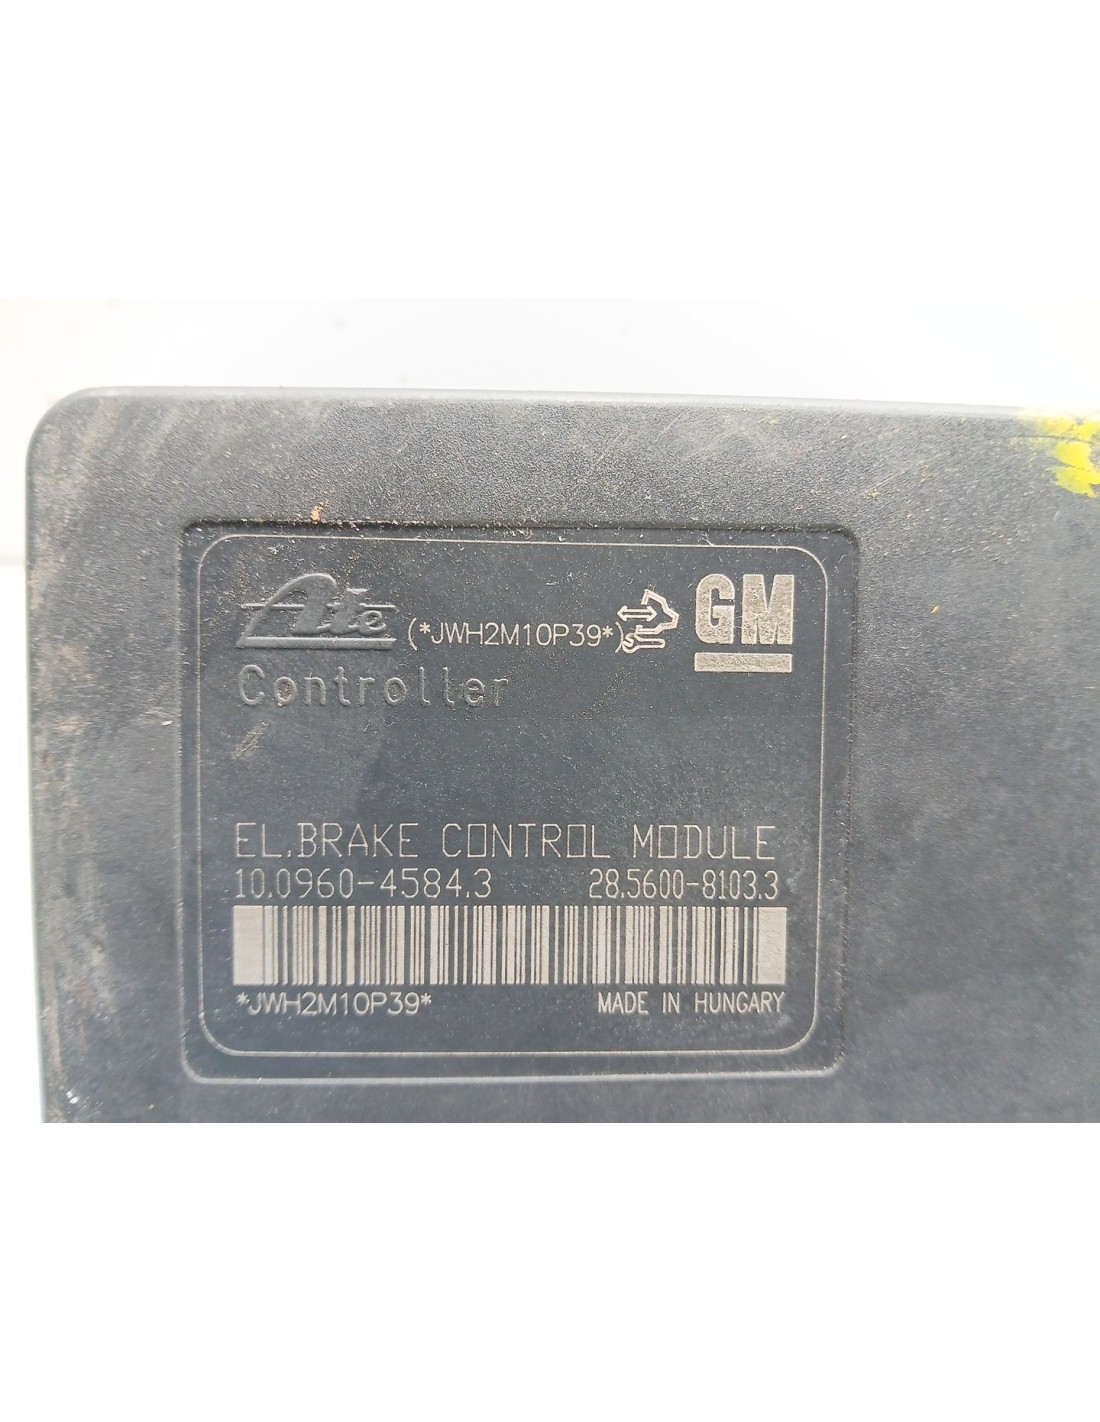 Ate (*JWH2M10P39*) GM
Controller
EL.BRAKE CONTROL MODULE
10.0960-4584.3 28.5600-8103.3
*JWH2M10P39* MADE IN HUNGARY